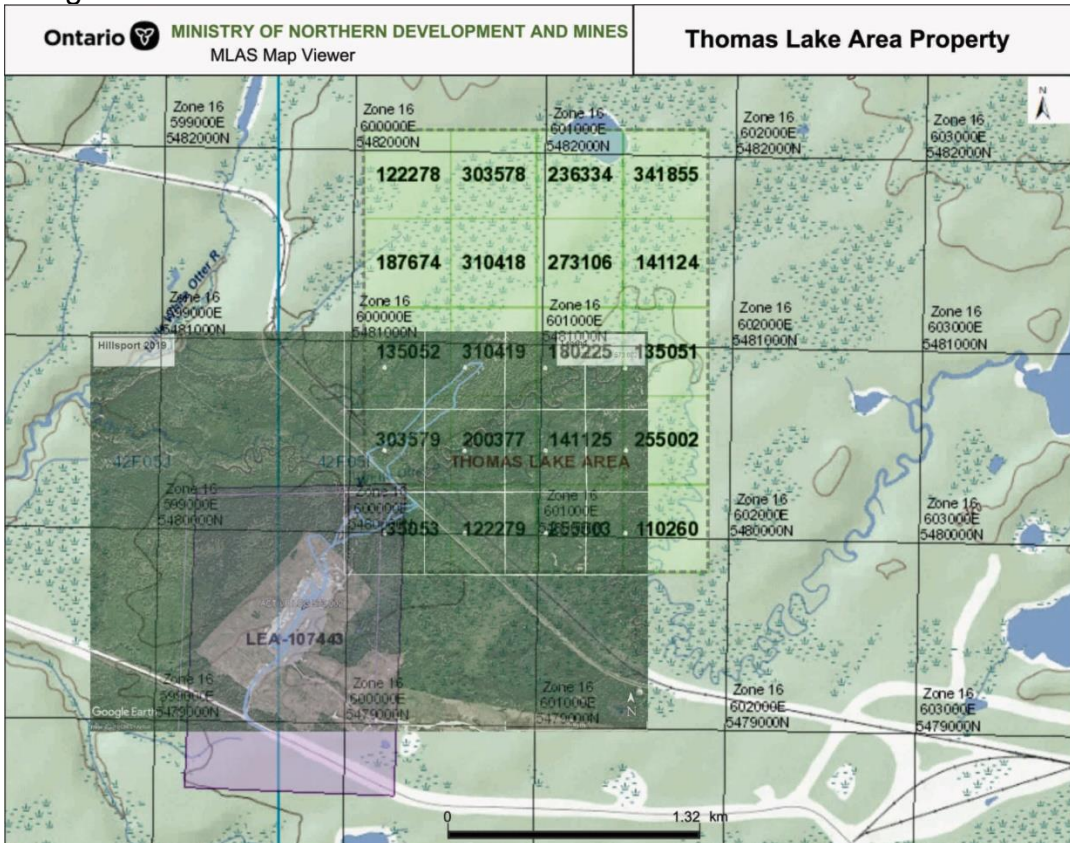 Ontario
MINISTRY OF NORTHERN DEVELOPMENT AND MINES
MLAS Map Viewer
Thomas Lake Area Property
N
Zone 16
599000E
5482000N
Zone 16
600000E
5482000N
Zone 16
601000E
5482000N
Zone 16
602000E
5482000N
Zone 16
603000E
5482000N
122278 303578 236334 341855
187674 310418 273106 141124
Otter R
Zone 16
599000E
5481000N
Zone 16
600000E
5481000N
Zone 16
601000E
5481000N
Zone 16
602000E
5481000N
Zone 16
603000E
5481000N
Hillsport 2019
135052 310419 180225 135051
303579 200377 141125 255002
42F05J
THOMAS LAKE AREA
Zone 16
599000E
5480000N
Zone 16
600000E
Zone 16
601000E
Zone 16
602000E
5480000N
Zone 16
603000E
5480000N
135053 122279 110260
LEA-107443
Zone 16
599000E
5479000N
Zone 16
600000E
5479000N
Zone 16
601000E
5479000N
Zone 16
602000E
5479000N
Zone 16
603000E
5479000N
Google Earth
N
0 1.32 km